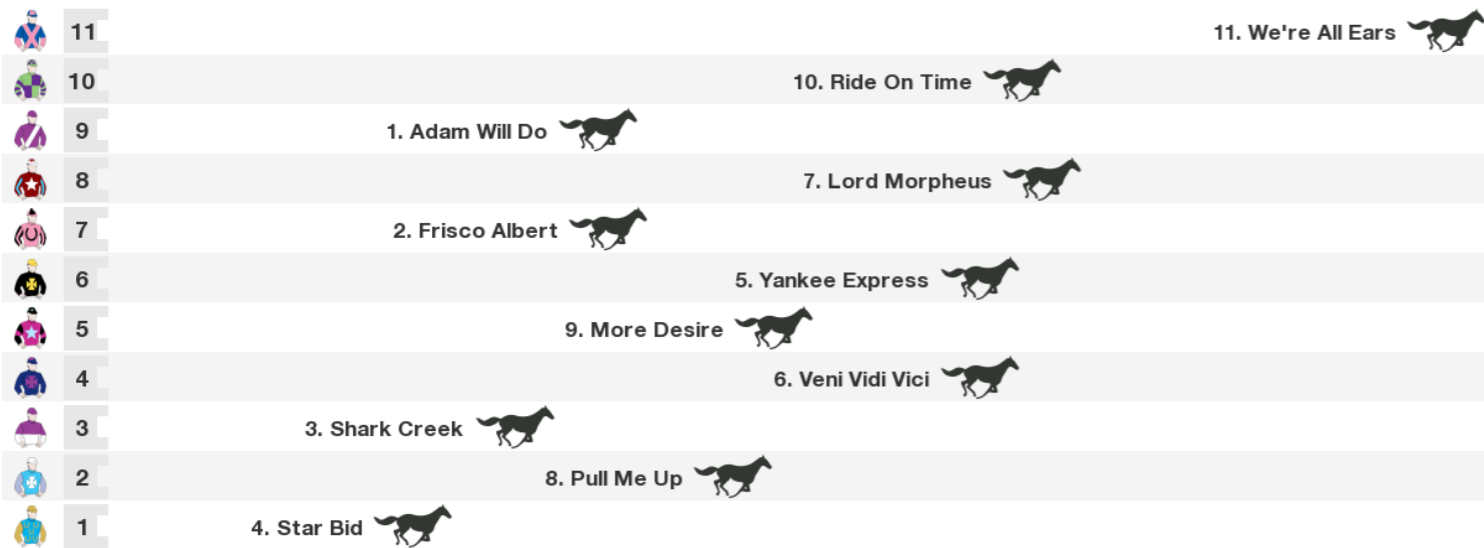 11 11. We're All Ears
10 10. Ride On Time
9 1. Adam Will Do
8 7. Lord Morpheus
7 2. Frisco Albert
6 5. Yankee Express
5 9. More Desire
4 6. Veni Vidi Vici
3 3. Shark Creek
2 8. Pull Me Up
1 4. Star Bid